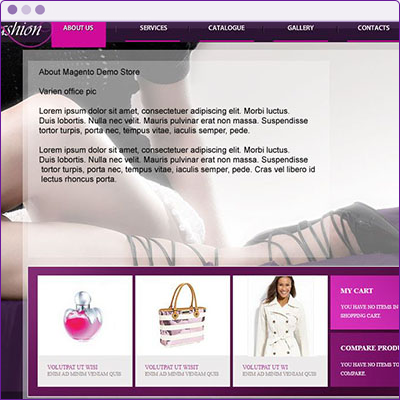 ashion
ABOUT US SERVICES CATALOGUE GALLERY CONTACTS
About Magento Demo Store
Varien office pic
Lorem ipsum dolor sit amet, consectetuer adipiscing elit. Morbi luctus.
Duis lobortis. Nulla nec velit. Mauris pulvinar erat non massa. Suspendisse
tortor turpis, porta nec, tempus vitae, iaculis semper, pede.
Lorem ipsum dolor sit amet, consectetuer adipiscing elit. Morbi luctus.
Duis lobortis. Nulla nec velit. Mauris pulvinar erat non massa. Suspendisse
tortor turpis, porta nec, tempus vitae, iaculis semper, pede. Cras vel libero id
lectus rhoncus porta.
VOLUTPAT UT WISI
ENIM AD MINIM VENIAM QUIS
VOLUTPAT UT WISI
ENIM AD MINIM VENIAM QUIS
VOLUTPAT UT WI
ENIM AD MINIM VENIAM QUIS
MY CART
YOU HAVE NO ITEMS IN
SHOPPING CART.
COMPARE PRODU
YOU HAVE NO ITEMS TO
COMPARE.